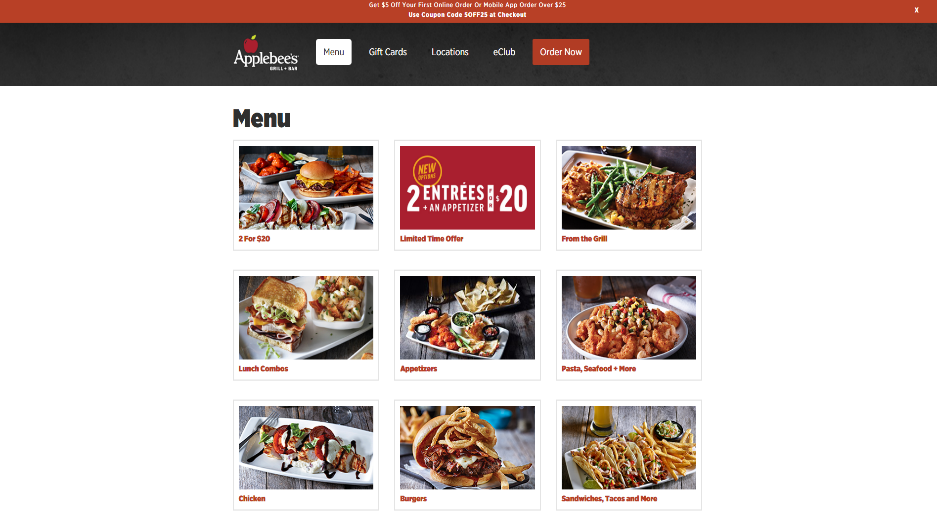 Get $5 Off Your First Online Order Or Mobile App Order Over $25
Use Coupon Code 5OFF25 at Checkout
X
Applebee's
GRILL + BAR
Menu
Gift Cards
Locations
eClub
Order Now
Menu
NEW
OPTIONS
2 ENTRÉES
+ AN APPETIZER
FOR
$20
2 For $20
Limited Time Offer
From the Grill
Lunch Combos
Appetizers
Pasta, Seafood + More
Chicken
Burgers
Sandwiches, Tacos and More